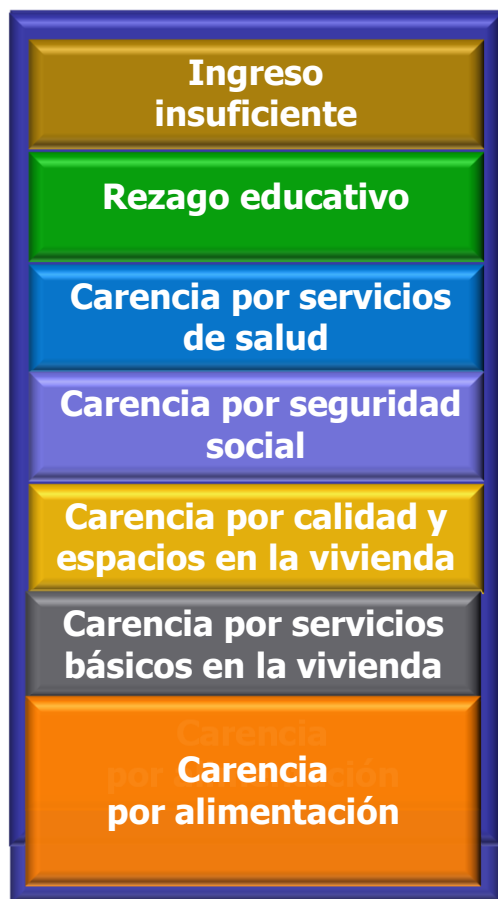 Ingreso
insuficiente
Rezago educativo
Carencia por servicios
de salud
Carencia por seguridad
social
Carencia por calidad y
espacios en la vivienda
Carencia por servicios
básicos en la vivienda
Carencia
por alimentación